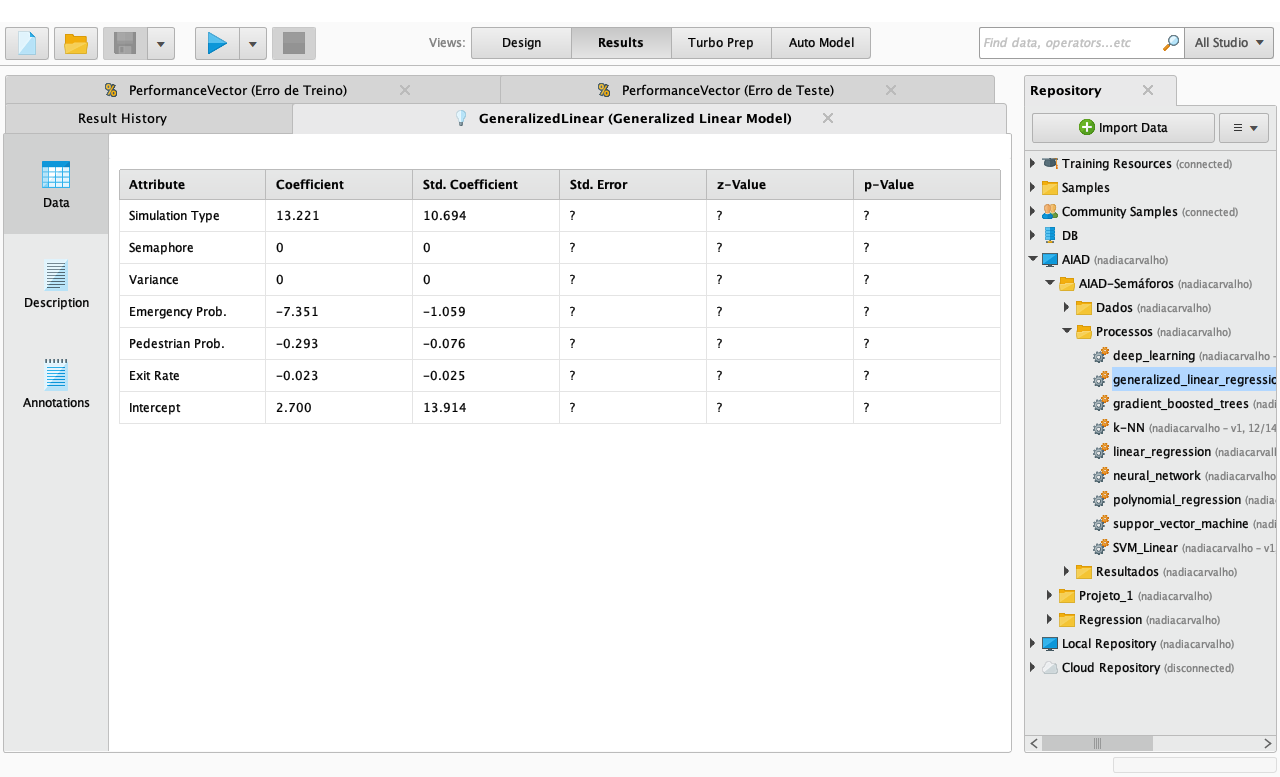 Views: Design Results Turbo Prep Auto Model
Find data, operators...etc
All Studio
PerformanceVector (Erro de Treino)
PerformanceVector (Erro de Teste)
Result History
GeneralizedLinear (Generalized Linear Model)
Data
Description
Annotations
Attribute Coefficient Std. Coefficient Std. Error z-Value p-Value
Simulation Type 13.221 10.694 ? ? ?
Semaphore 0 0 ? ? ?
Variance 0 0 ? ? ?
Emergency Prob. -7.351 -1.059 ? ? ?
Pedestrian Prob. -0.293 -0.076 ? ? ?
Exit Rate -0.023 -0.025 ? ? ?
Intercept 2.700 13.914 ? ? ?
Repository
Import Data
Training Resources (connected)
Samples
Community Samples (connected)
DB
AIAD (nadiacarvalho)
AIAD-Semáforos (nadiacarvalho)
Dados (nadiacarvalho)
Processos (nadiacarvalho)
deep_learning (nadiacarvalho -
generalized_linear_regressic
gradient_boosted_trees (nadi
k-NN (nadiacarvalho - v1, 12/14
linear_regression (nadiacarvall
neural_network (nadiacarvalho
polynomial_regression (nadia
suppor_vector_machine (nadi
SVM_Linear (nadiacarvalho - v1
Resultados (nadiacarvalho)
Projeto_1 (nadiacarvalho)
Regression (nadiacarvalho)
Local Repository (nadiacarvalho)
Cloud Repository (disconnected)